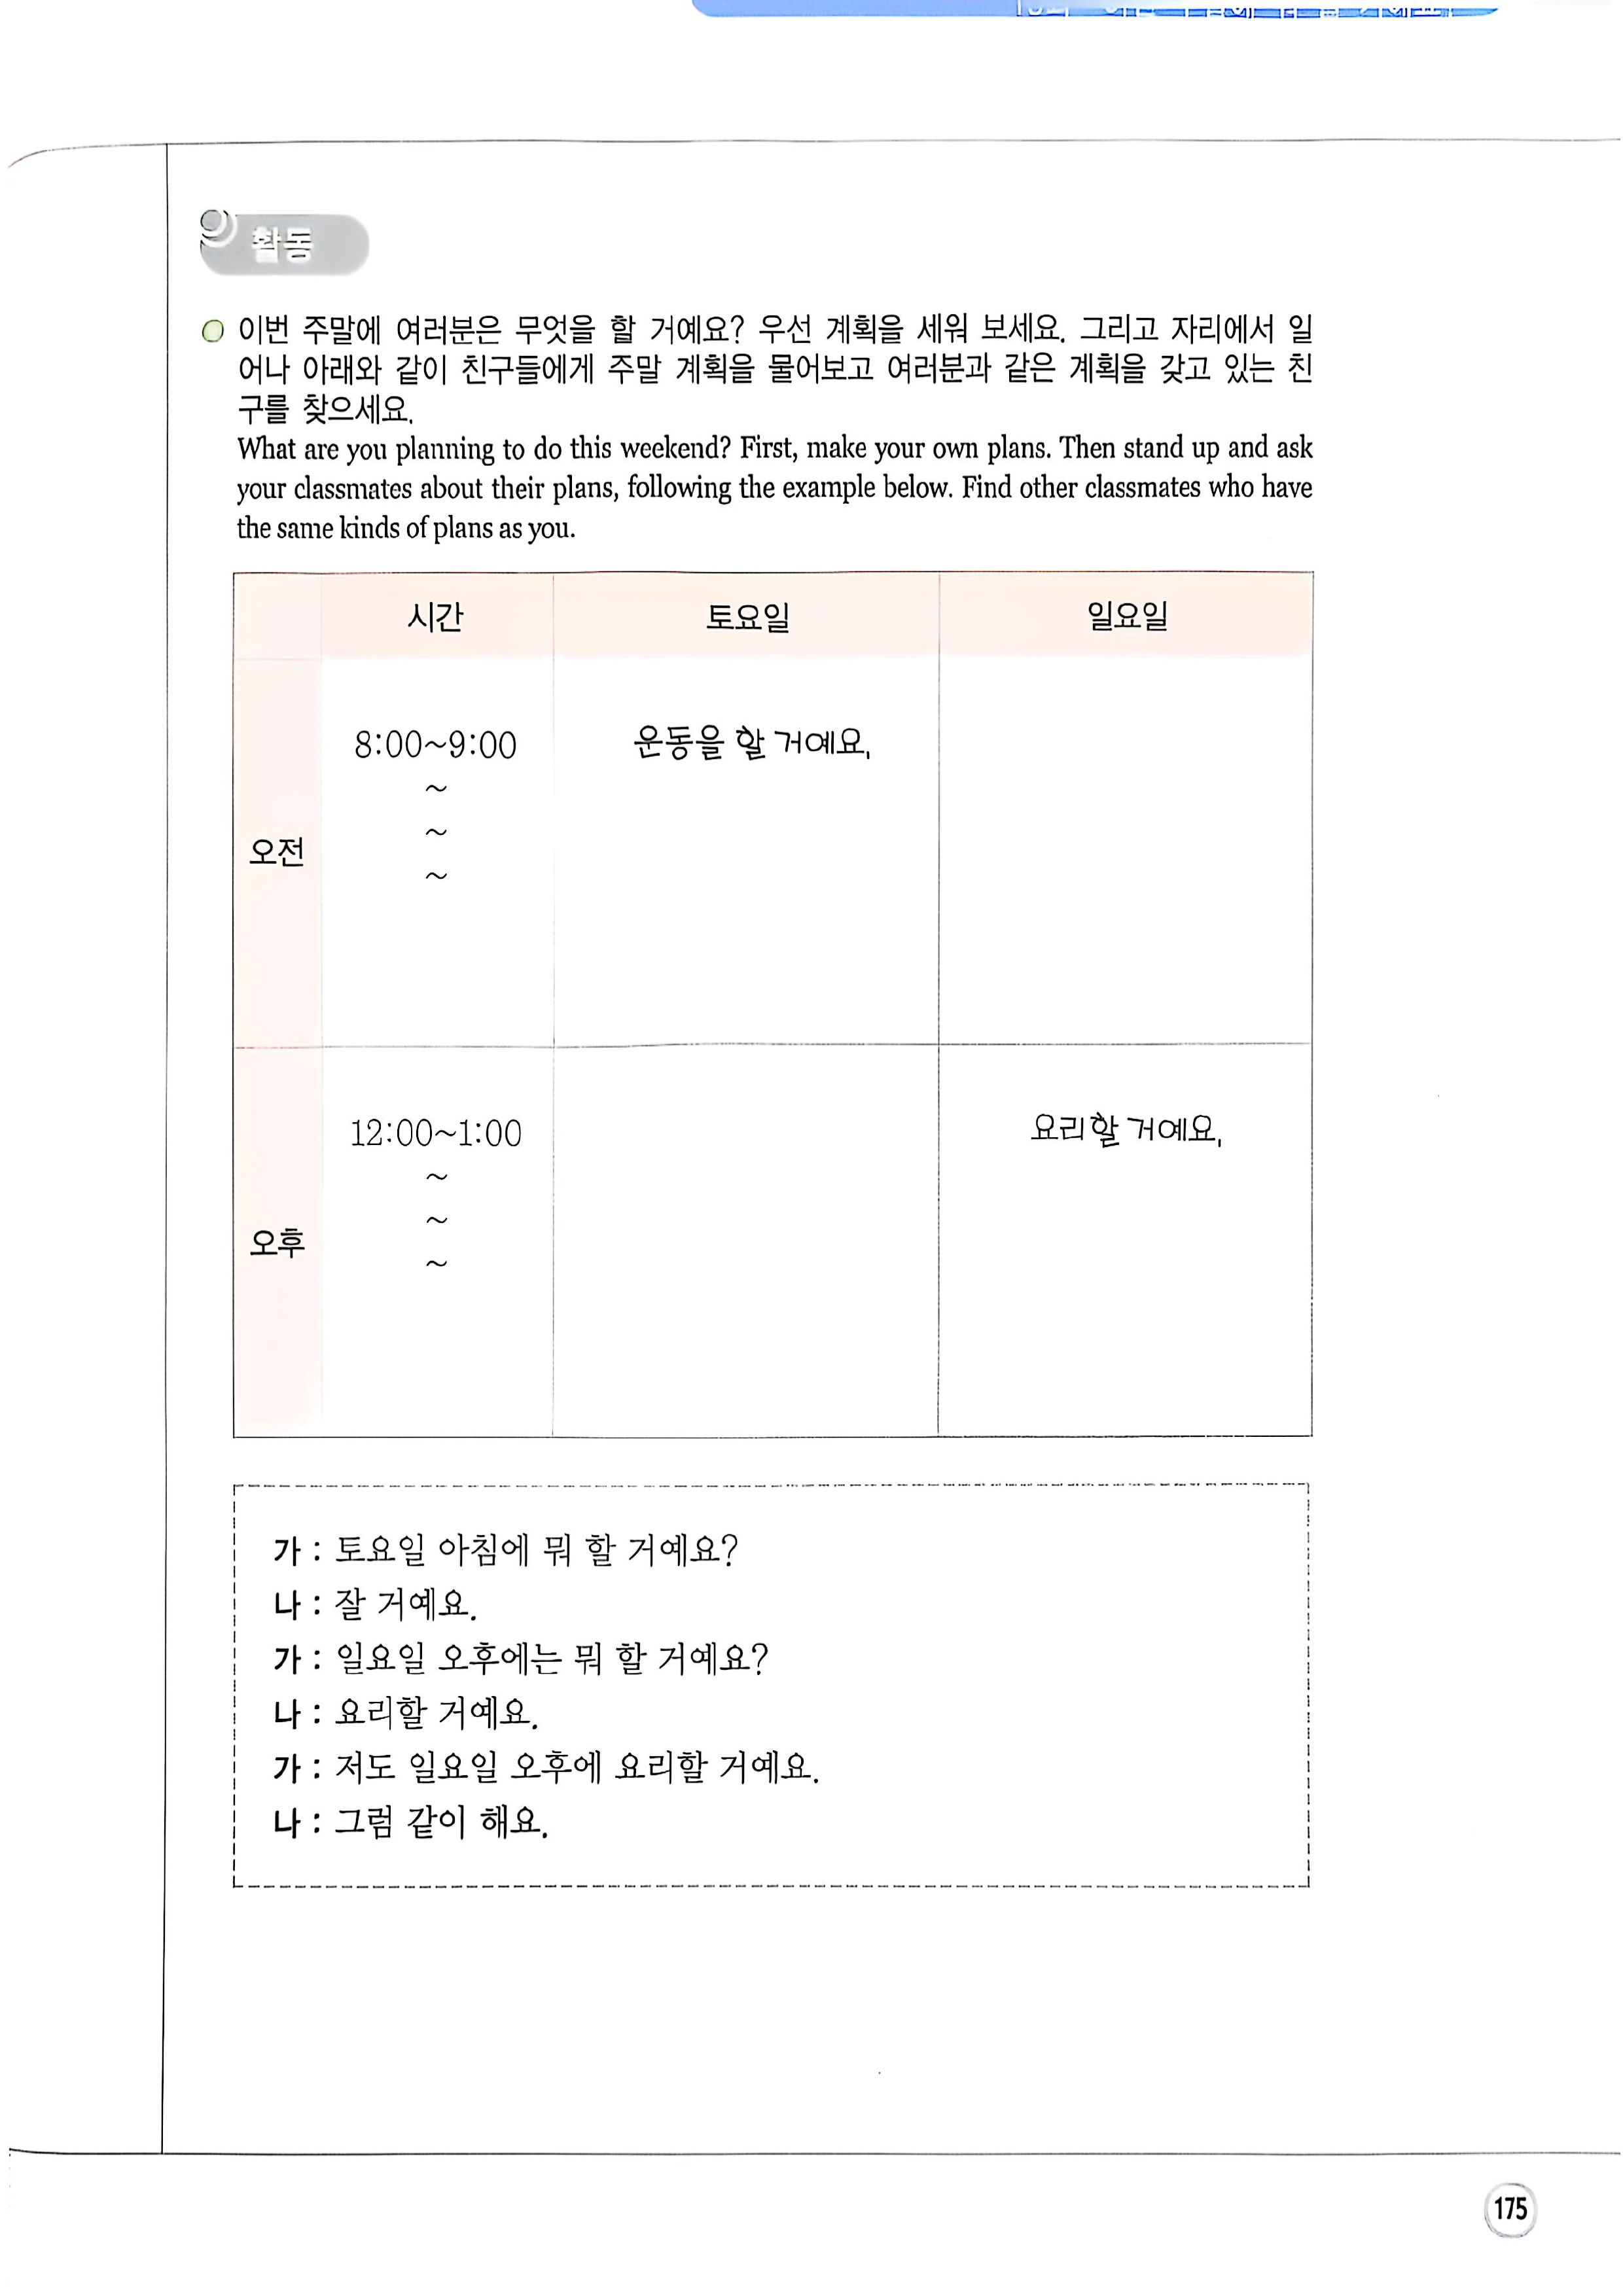 활동
이번 주말에 여러분은 무엇을 할 거예요? 우선 계획을 세워 보세요. 그리고 자리에서 일
어나 아래와 같이 친구들에게 주말 계획을 물어보고 여러분과 같은 계획을 갖고 있는 친
구를 찾으세요.
What are you planning to do this weekend? First, make your own plans. Then stand up and ask
your classmates about their plans, following the example below. Find other classmates who have
the same kinds of plans as you.
시간 토요일 일요일
8:00~9:00 운동을 할 거예요.
~
~
오전
~
12:00~1:00 요리할 거예요.
~
~
오후
~
가 : 토요일 아침에 뭐 할 거예요?
나 : 잘 거예요.
가 : 일요일 오후에는 뭐 할 거예요?
나 : 요리할 거예요.
가 : 저도 일요일 오후에 요리할 거예요.
나 : 그럼 같이 해요.
175